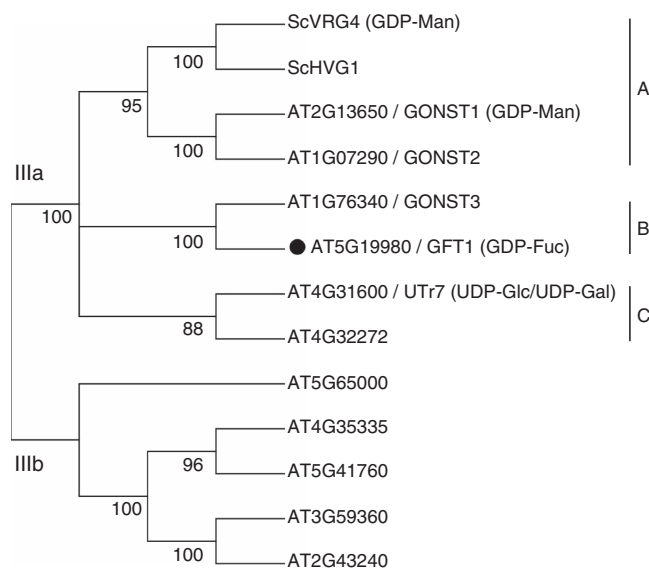 ScVRG4 (GDP-Man)
100
ScHVG1
A
95
AT2G13650 / GONST1 (GDP-Man)
100
AT1G07290 / GONST2
IIIa
100
AT1G76340 / GONST3
100
B
AT5G19980 / GFT1 (GDP-Fuc)
AT4G31600 / UTr7 (UDP-Glc/UDP-Gal)
88
C
AT4G32272
AT5G65000
IIIb
AT4G35335
96
AT5G41760
100
AT3G59360
100
AT2G43240